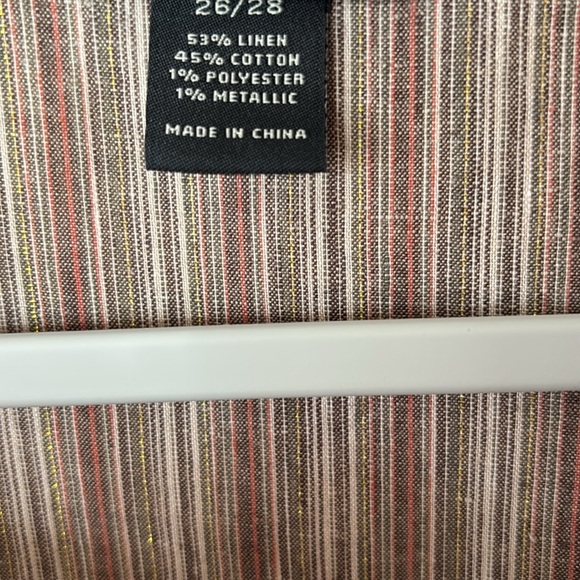 26/28
53% LINEN
45% COTTON
1% POLYESTER
1% METALLIC
MADE IN CHINA